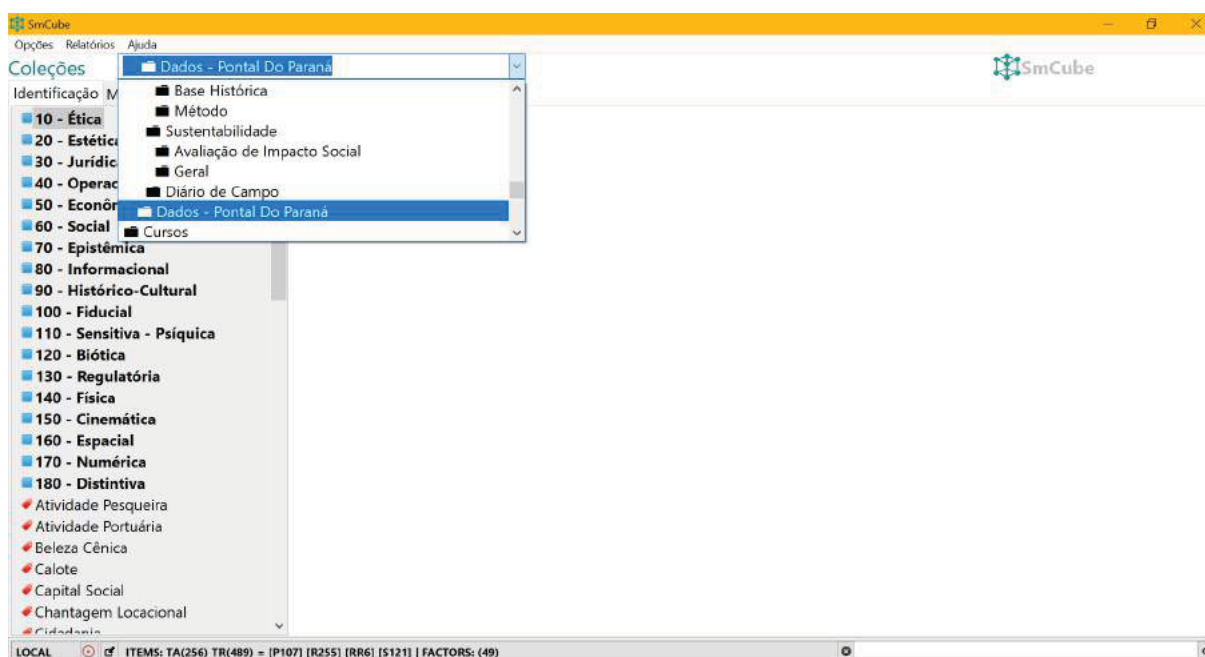 SmCube
Opções Relatórios Ajuda
Coleções
Dados - Pontal Do Paraná
SmCube
Identificação M
Base Histórica
Método
Sustentabilidade
Avaliação de Impacto Social
Geral
Diário de Campo
Dados - Pontal Do Paraná
Cursos
10 - Ética
20 - Estética
30 - Jurídic
40 - Operac
50 - Econôr
60 - Social
70 - Epistêmica
80 - Informacional
90 - Histórico-Cultural
100 - Fiducial
110 - Sensitiva - Psíquica
120 - Biótica
130 - Regulatória
140 - Física
150 - Cinemática
160 - Espacial
170 - Numérica
180 - Distintiva
Atividade Pesqueira
Atividade Portuária
Beleza Cênica
Calote
Capital Social
Chantagem Locacional
Cidadania
LOCAL ITEMS: TA(256) TR(489) = [P107] [R255] [RR6] [S121] | FACTORS: (49)